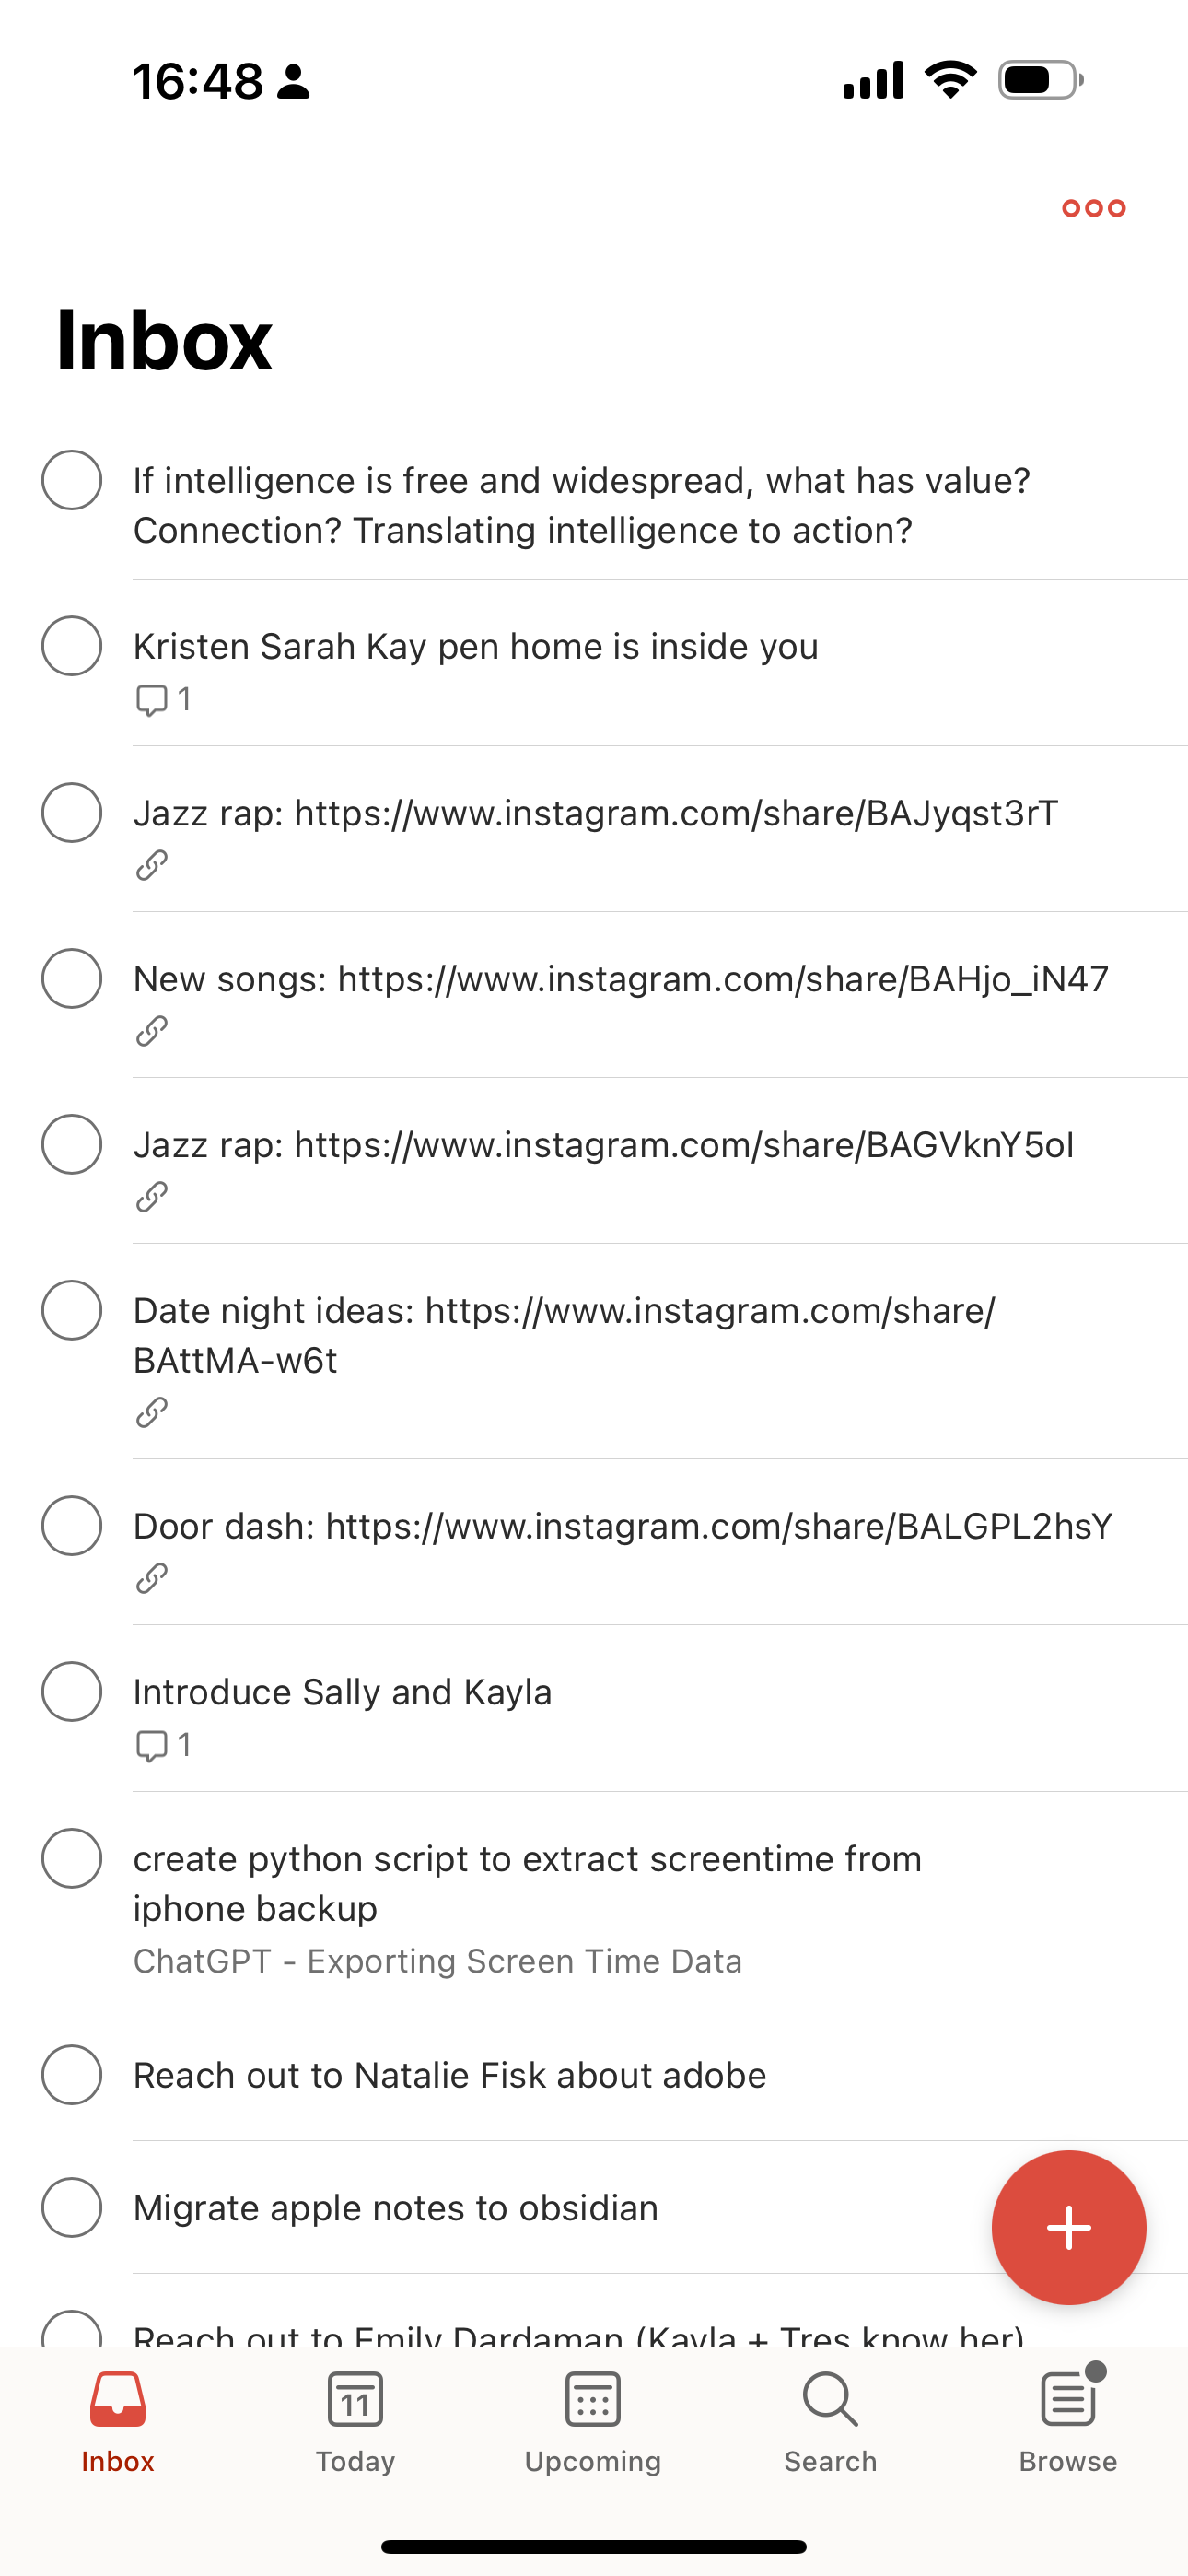 16:48
Inbox
If intelligence is free and widespread, what has value?
Connection? Translating intelligence to action?
Kristen Sarah Kay pen home is inside you
1
Jazz rap: https://www.instagram.com/share/BAJyqst3rT
New songs: https://www.instagram.com/share/BAHjo_iN47
Jazz rap: https://www.instagram.com/share/BAGVknY5oI
Date night ideas: https://www.instagram.com/share/
BAttMA-w6t
Door dash: https://www.instagram.com/share/BALGPL2hsY
Introduce Sally and Kayla
1
create python script to extract screentime from
iphone backup
ChatGPT - Exporting Screen Time Data
Reach out to Natalie Fisk about adobe
Migrate apple notes to obsidian
Reach out to Emily Dardaman (Kayla + Tres know her)
11
Inbox Today Upcoming Search Browse